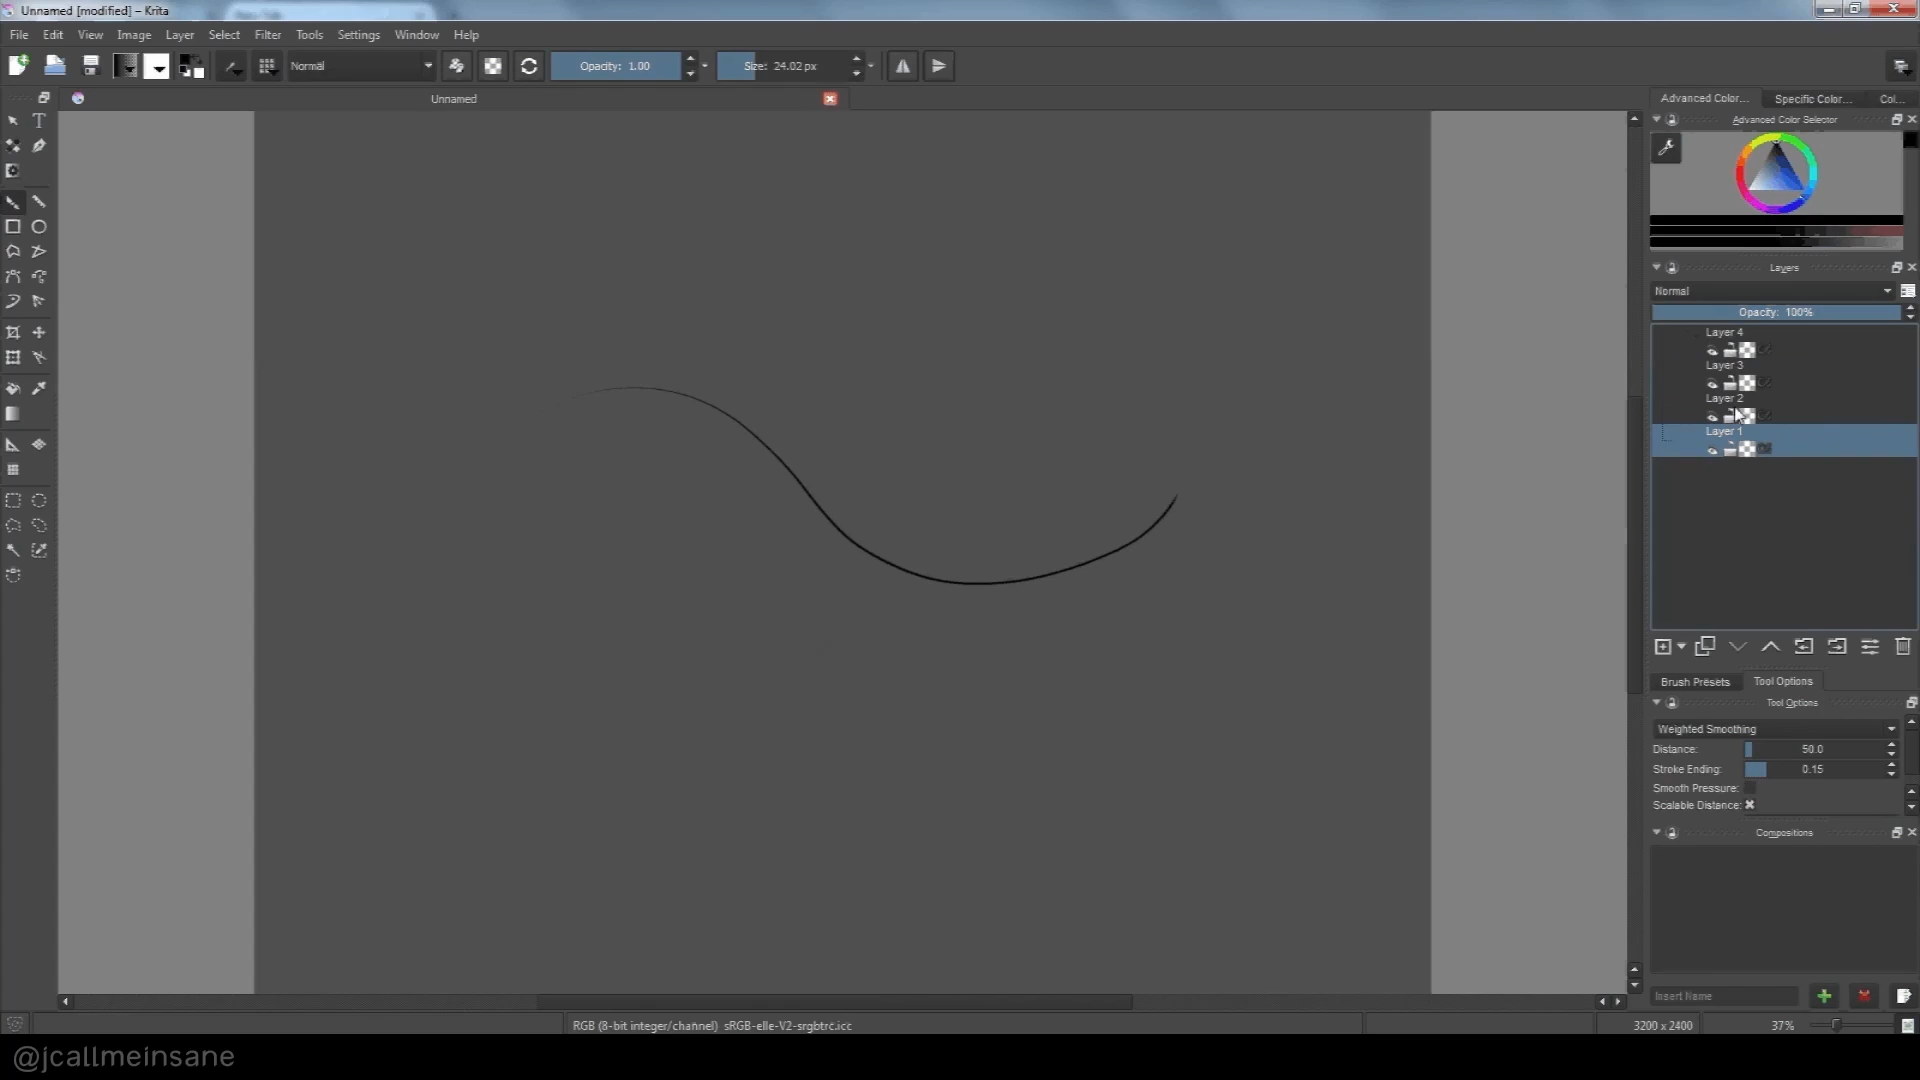 Unnamed [modified] – Krita
File Edit View Image Layer Select Filter Tools Settings Window Help
Normal Opacity: 1.00 Size: 24.02 px
Unnamed
Advanced Color... Specific Color... Col...
Advanced Color Selector
Layers
Normal
Opacity: 100%
Layer 4
Layer 3
Layer 2
Layer 1
Brush Presets Tool Options
Tool Options
Weighted Smoothing
Distance: 50.0
Stroke Ending: 0.15
Smooth Pressure:
Scalable Distance:
Compositions
Insert Name
RGB (8-bit integer/channel) sRGB-elle-V2-srgbtrc.icc 3200 x 2400 37%
@jcallmeinsane